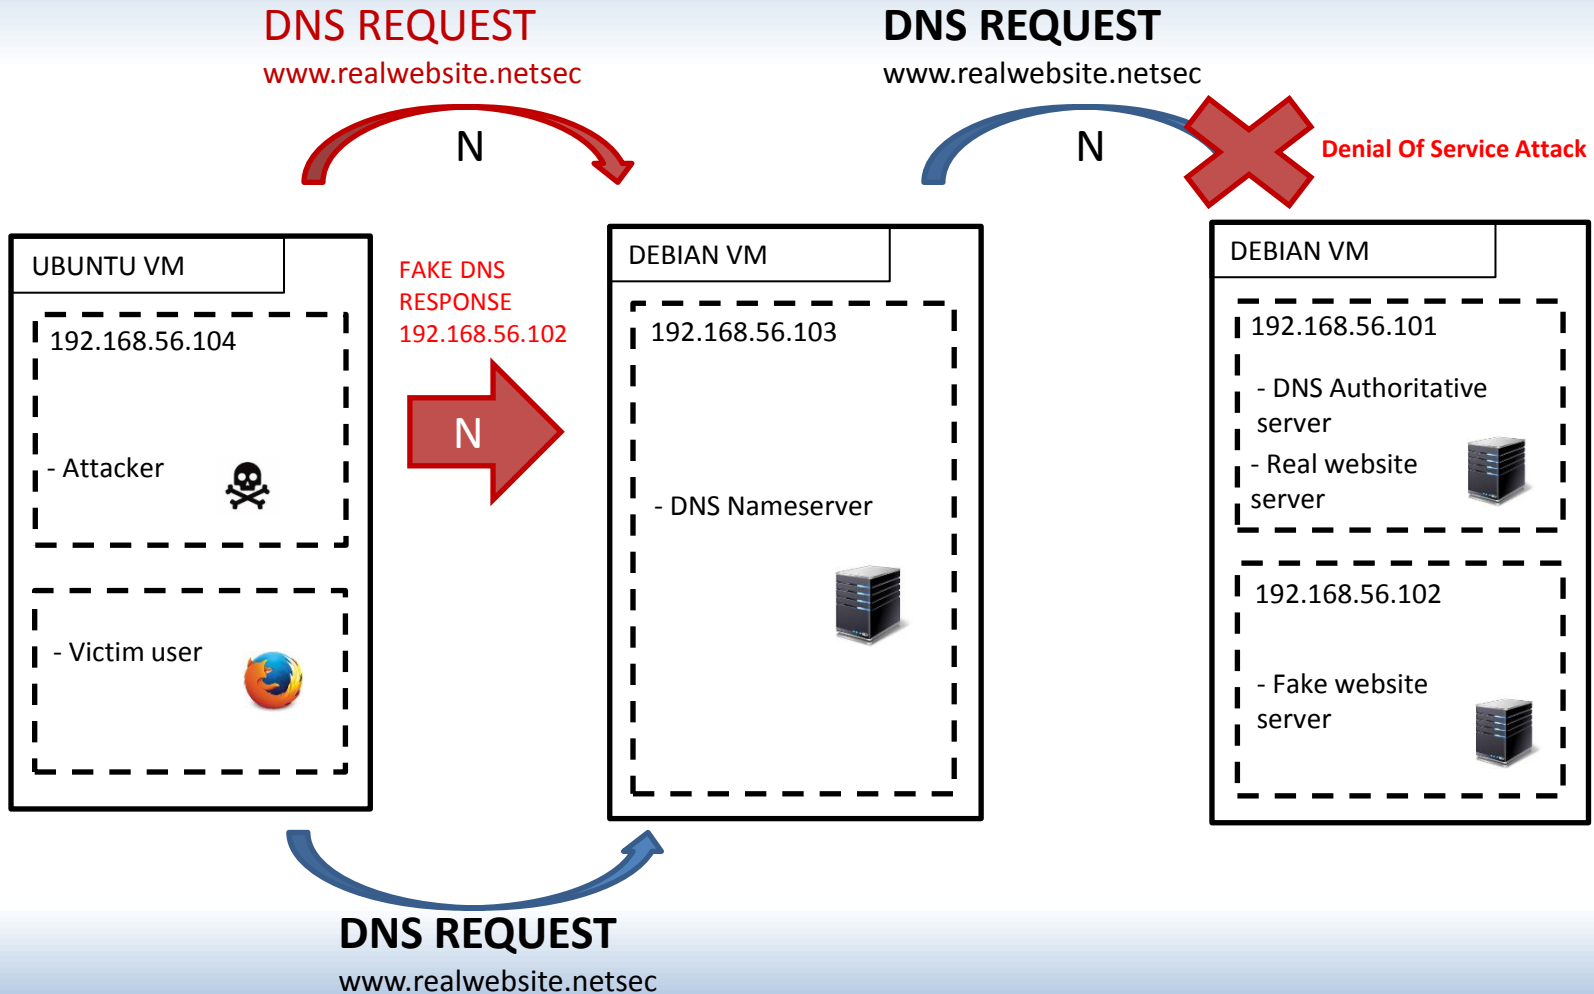 DNS REQUEST
www.realwebsite.netsec
N
DNS REQUEST
www.realwebsite.netsec
N
Denial Of Service Attack
UBUNTU VM
192.168.56.104
- Attacker
- Victim user
FAKE DNS
RESPONSE
192.168.56.102
N
DEBIAN VM
192.168.56.103
- DNS Nameserver
DEBIAN VM
192.168.56.101
- DNS Authoritative
server
- Real website
server
192.168.56.102
- Fake website
server
DNS REQUEST
www.realwebsite.netsec